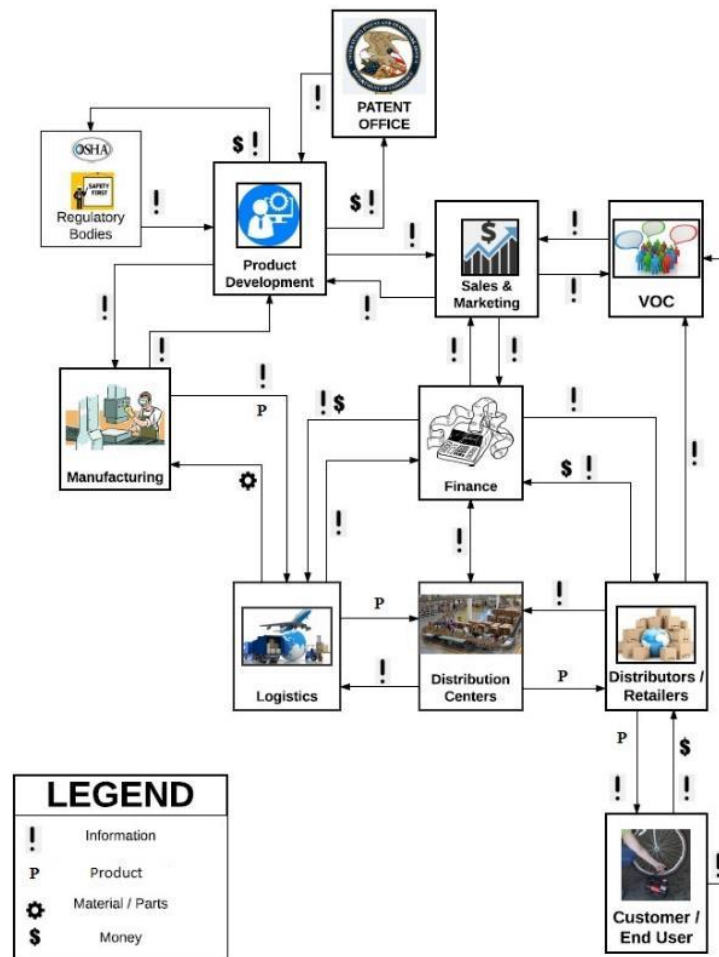 PATENT
OFFICE
!
$ !
OSHA
SAFETY
FIRST
Regulatory
Bodies
!
$ !
Product
Development
!
$
Sales &
Marketing
!
!
VOC
!
!
!
!
!
P
Manufacturing
! $
!
!
Finance
!
$ !
!
!
P
!
Logistics
Distribution
Centers
!
P
Distributors /
Retailers
!
P
$
!
!
Customer /
End User
!
LEGEND
! Information
P Product
Material / Parts
$ Money